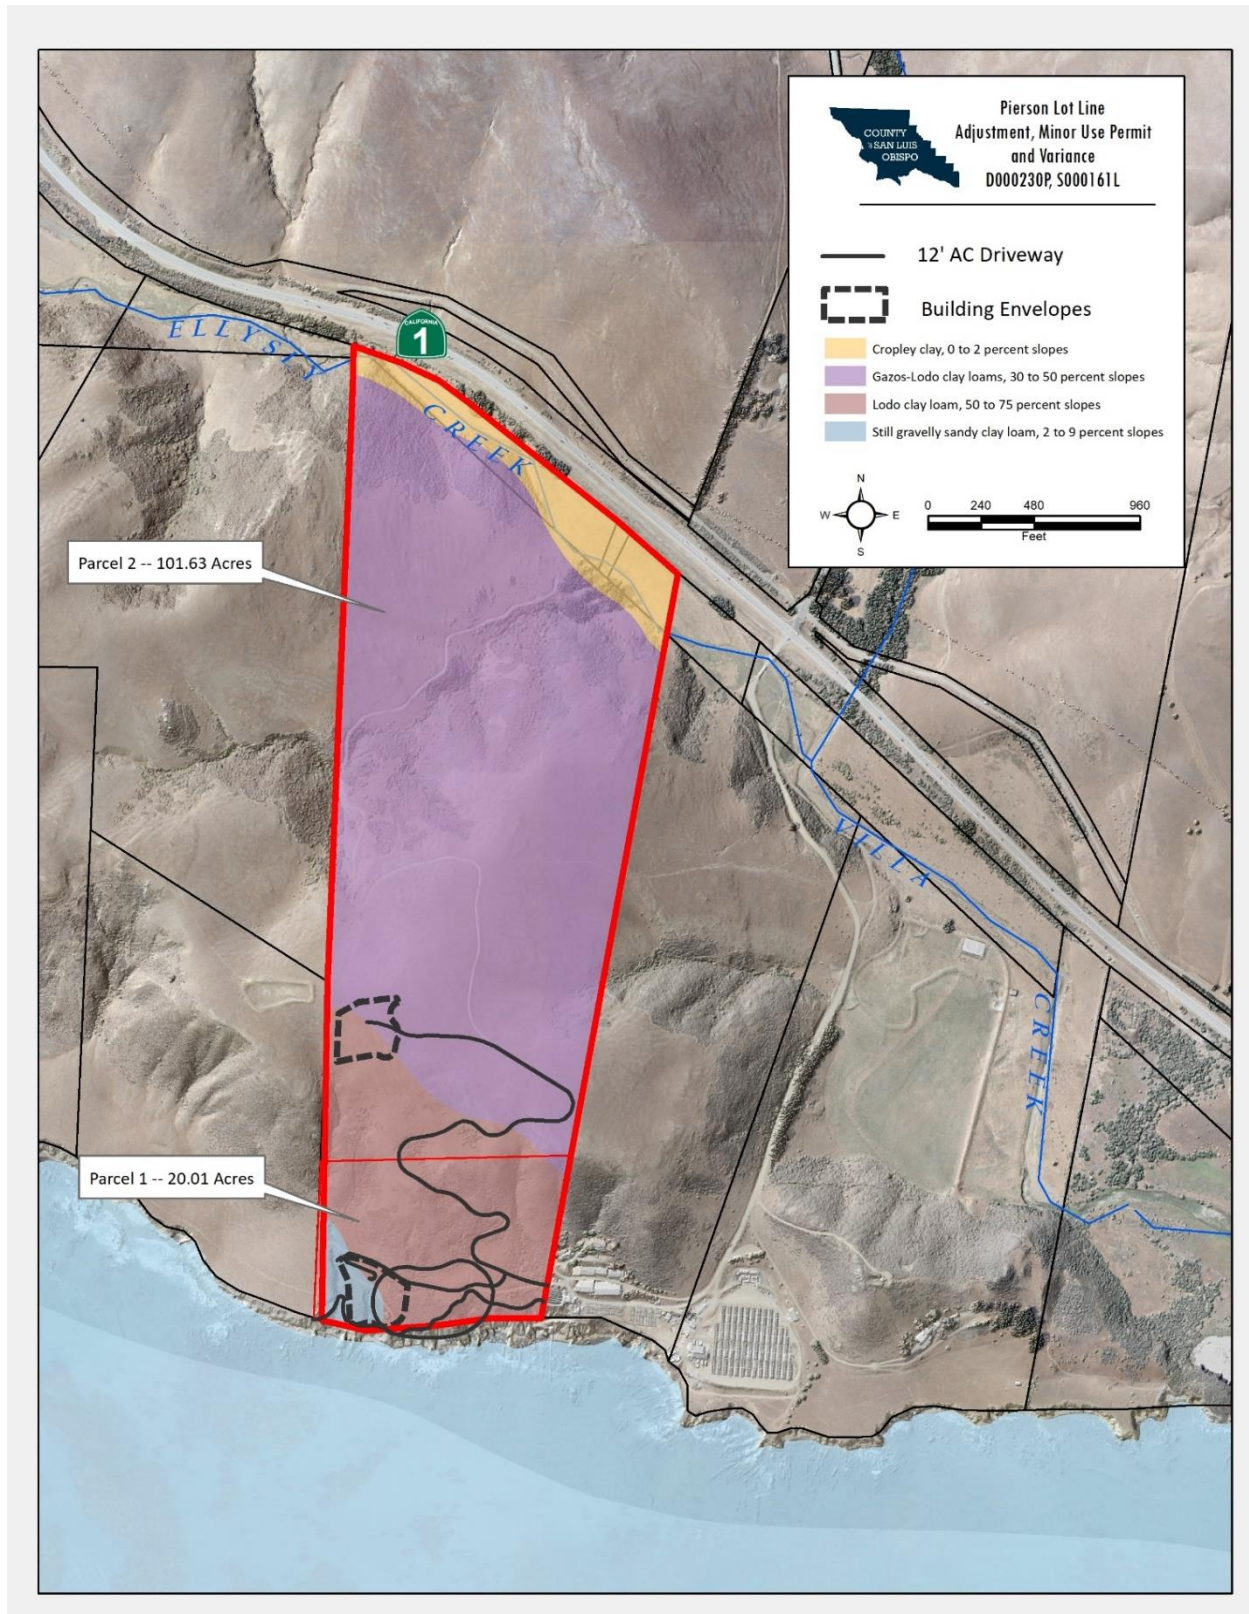 Pierson Lot Line
Adjustment, Minor Use Permit
and Variance
D000230P, S000161L
COUNTY
OF SAN LUIS
OBISPO
12' AC Driveway
Building Envelopes
Cropley clay, 0 to 2 percent slopes
Gazos-Lodo clay loams, 30 to 50 percent slopes
Lodo clay loam, 50 to 75 percent slopes
Still gravelly sandy clay loam, 2 to 9 percent slopes
N
W E
S
0 240 480 960
Feet
CALIFORNIA
1
ELLYSLY
CREEK
Parcel 2 -- 101.63 Acres
VILLA
CREEK
Parcel 1 -- 20.01 Acres